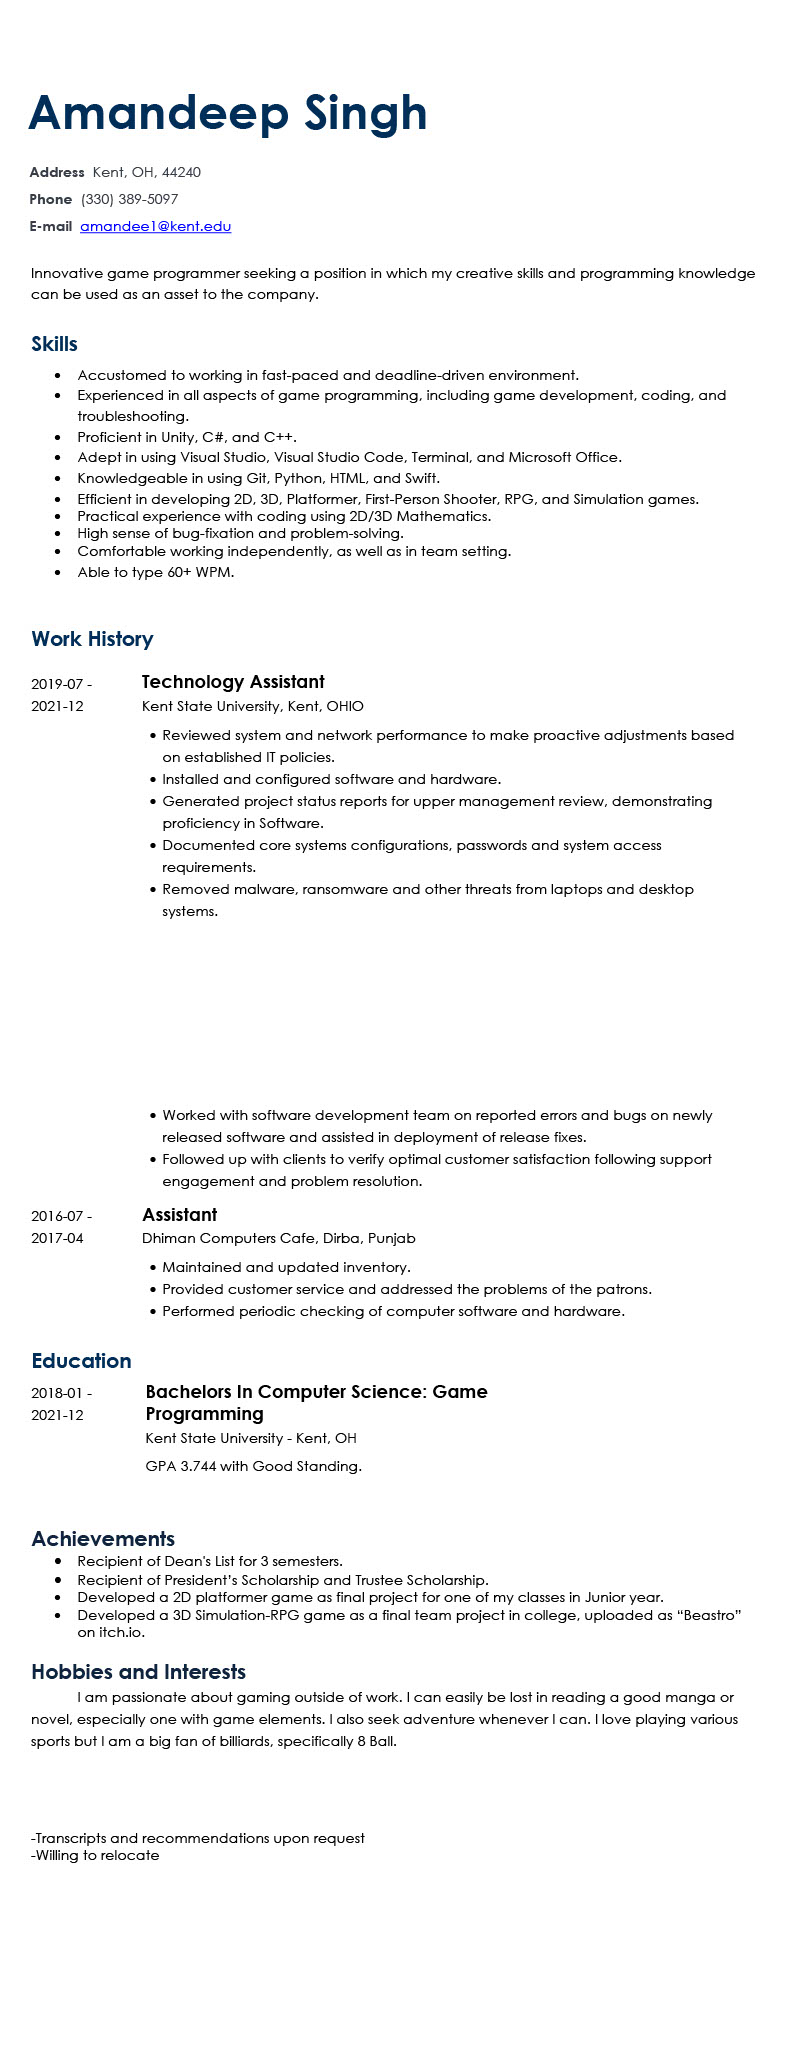 Amandeep Singh
Address Kent, OH, 44240
Phone (330) 389-5097
E-mail amandee1@kent.edu
Innovative game programmer seeking a position in which my creative skills and programming knowledge
can be used as an asset to the company.
Skills
• Accustomed to working in fast-paced and deadline-driven environment.
• Experienced in all aspects of game programming, including game development, coding, and
troubleshooting.
• Proficient in Unity, C#, and C++.
• Adept in using Visual Studio, Visual Studio Code, Terminal, and Microsoft Office.
• Knowledgeable in using Git, Python, HTML, and Swift.
• Efficient in developing 2D, 3D, Platformer, First-Person Shooter, RPG, and Simulation games.
• Practical experience with coding using 2D/3D Mathematics.
• High sense of bug-fixation and problem-solving.
• Comfortable working independently, as well as in team setting.
• Able to type 60+ WPM.
Work History
2019-07 - Technology Assistant
2021-12 Kent State University, Kent, OHIO
• Reviewed system and network performance to make proactive adjustments based
on established IT policies.
• Installed and configured software and hardware.
• Generated project status reports for upper management review, demonstrating
proficiency in Software.
• Documented core systems configurations, passwords and system access
requirements.
• Removed malware, ransomware and other threats from laptops and desktop
systems.
• Worked with software development team on reported errors and bugs on newly
released software and assisted in deployment of release fixes.
• Followed up with clients to verify optimal customer satisfaction following support
engagement and problem resolution.
2016-07 - Assistant
2017-04 Dhiman Computers Cafe, Dirba, Punjab
• Maintained and updated inventory.
• Provided customer service and addressed the problems of the patrons.
• Performed periodic checking of computer software and hardware.
Education
2018-01 - Bachelors In Computer Science: Game
2021-12 Programming
Kent State University - Kent, OH
GPA 3.744 with Good Standing.
Achievements
• Recipient of Dean's List for 3 semesters.
• Recipient of President’s Scholarship and Trustee Scholarship.
• Developed a 2D platformer game as final project for one of my classes in Junior year.
• Developed a 3D Simulation-RPG game as a final team project in college, uploaded as “Beastro”
on itch.io.
Hobbies and Interests
I am passionate about gaming outside of work. I can easily be lost in reading a good manga or
novel, especially one with game elements. I also seek adventure whenever I can. I love playing various
sports but I am a big fan of billiards, specifically 8 Ball.
-Transcripts and recommendations upon request
-Willing to relocate